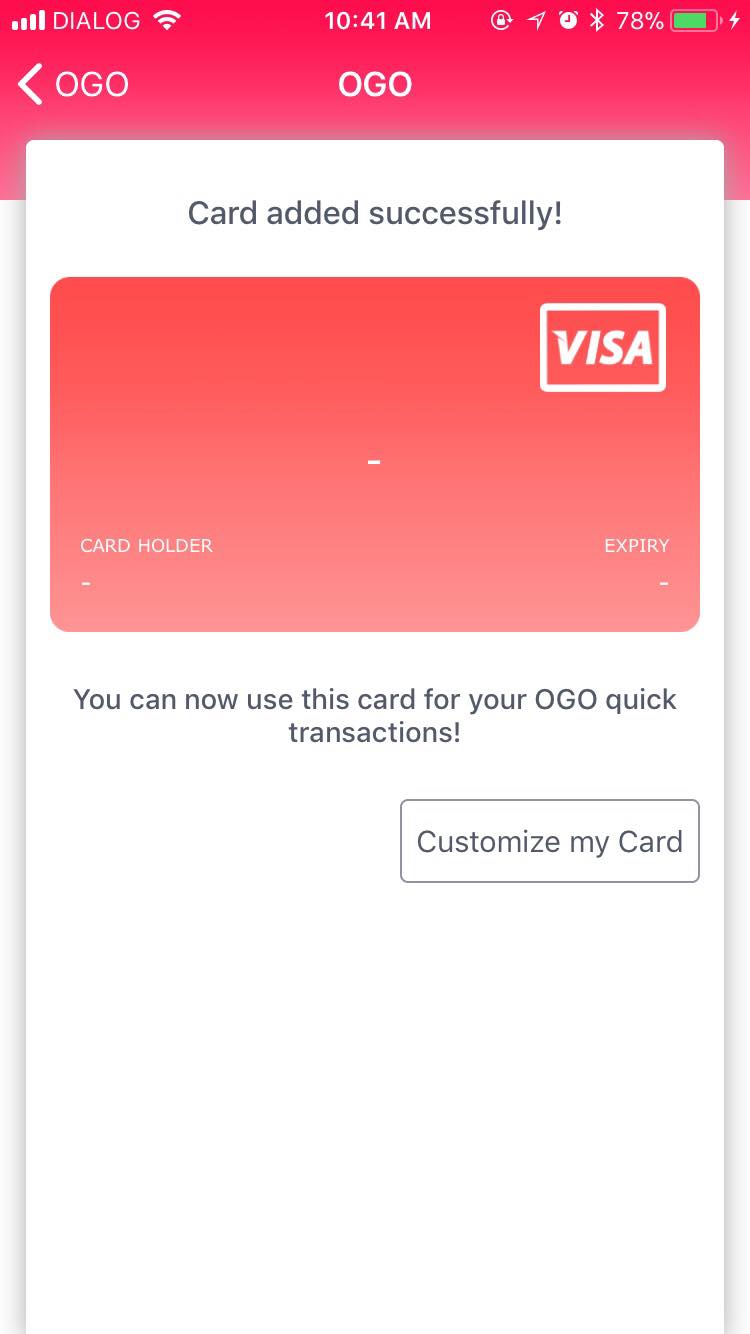 DIALOG 10:41 AM 78%
OGO OGO
Card added successfully!
VISA
-
CARD HOLDER EXPIRY
- -
You can now use this card for your OGO quick
transactions!
Customize my Card